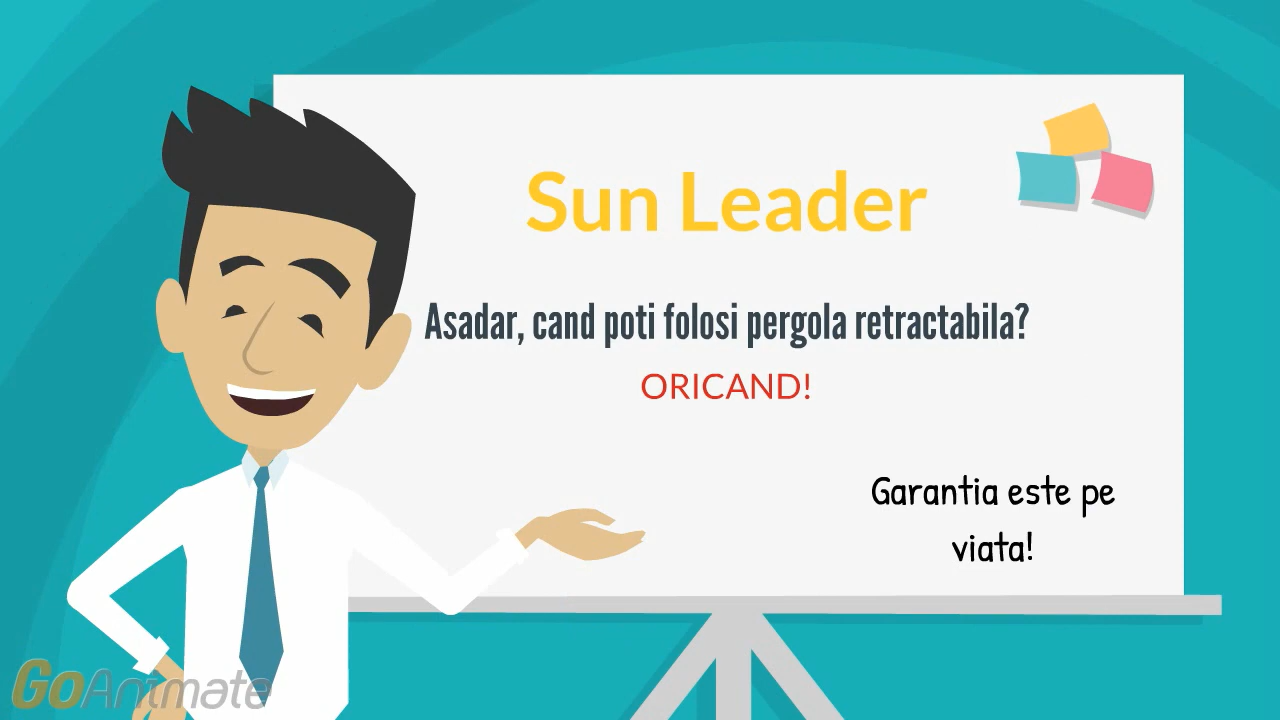 Sun Leader
Asadar, cand poti folosi pergola retractabila?
ORICAND!
Garantia este pe
viata!
GoAnimate